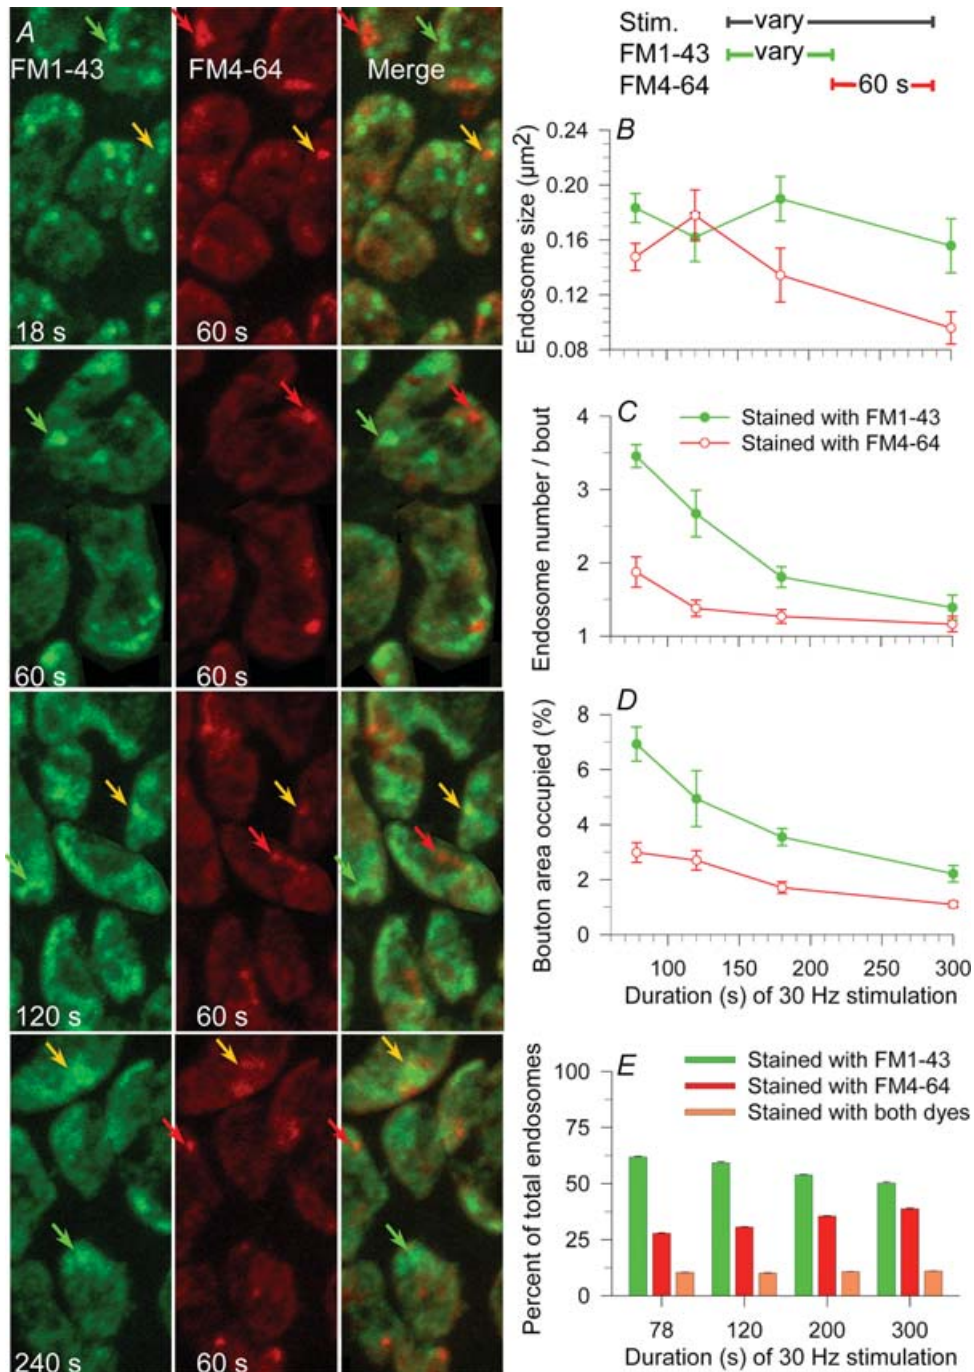 A
FM1-43
FM4-64
Merge
18 s
60 s
60 s
60 s
120 s
60 s
240 s
60 s
Stim.
vary
FM1-43
vary
FM4-64
60 s
B
Endosome size (µm2)
0.24
0.20
0.16
0.12
0.08
C
Stained with FM1-43
Stained with FM4-64
Endosome number / bout
4
3
2
1
D
Bouton area occupied (%)
8
6
4
2
0
100 150 200 250 300
Duration (s) of 30 Hz stimulation
E
Stained with FM1-43
Stained with FM4-64
Stained with both dyes
Percent of total endosomes
100
75
50
25
0
78 120 200 300
Duration (s) of 30 Hz stimulation